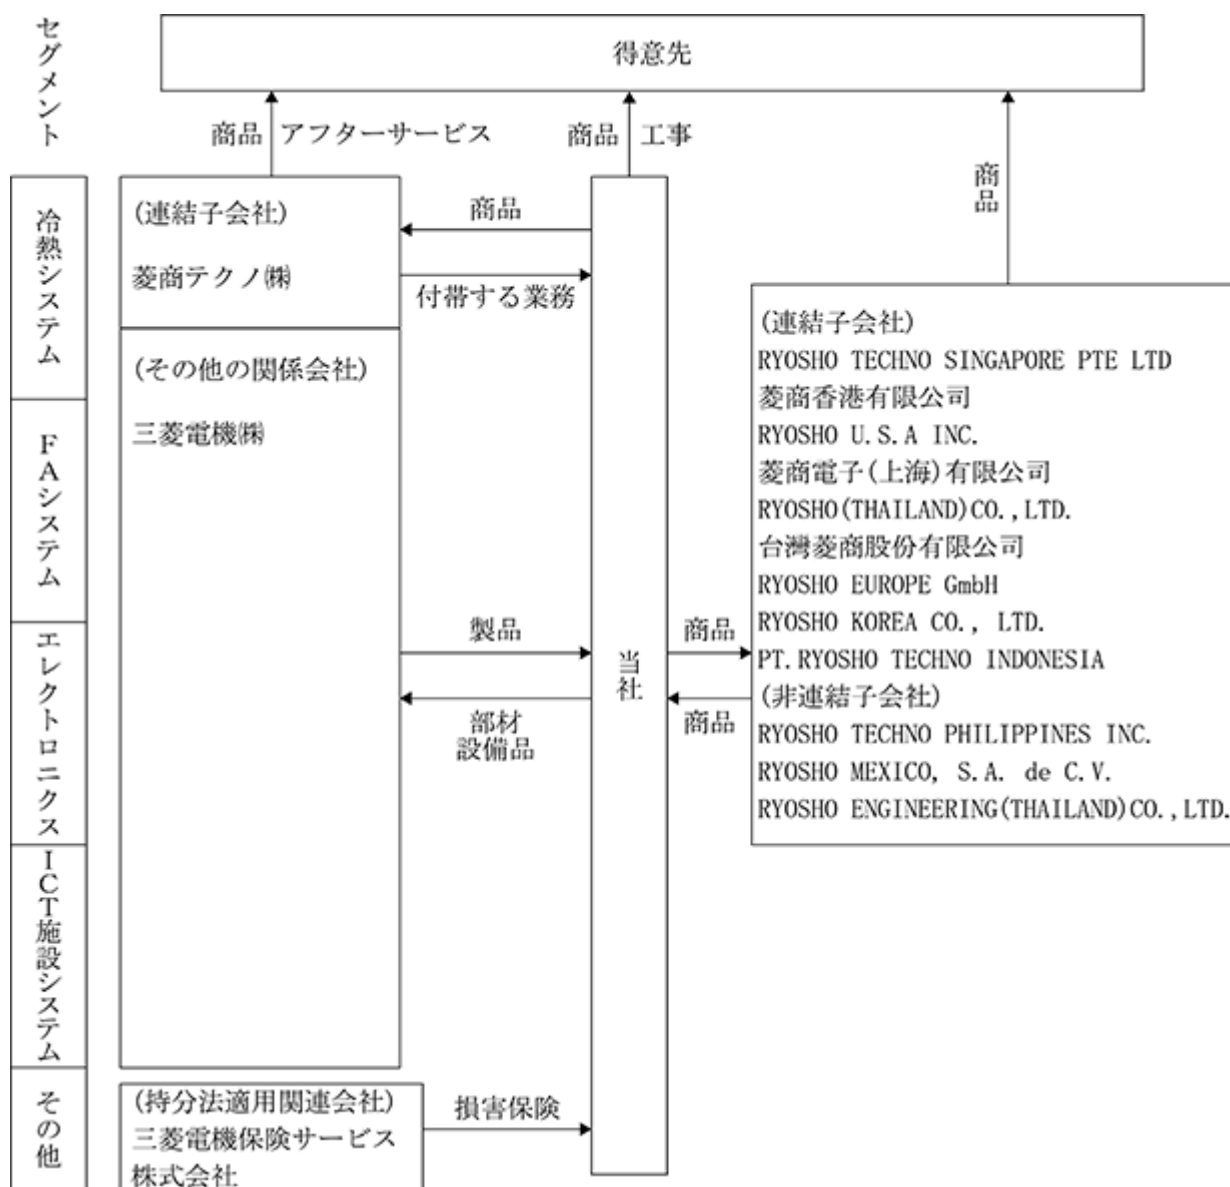 セグメント
得意先
商品
アフターサービス
商品
工事
商品
冷熱システム
FAシステム
エレクトロニクス
ICT施設システム
その他
(連結子会社)
菱商テクノ㈱
(その他の関係会社)
三菱電機㈱
商品
付帯する業務
製品
部材
設備品
当社
商品
商品
(連結子会社)
RYOSHO TECHNO SINGAPORE PTE LTD
菱商香港有限公司
RYOSHO U.S.A INC.
菱商電子(上海)有限公司
RYOSHO(THAILAND)CO.,LTD.
台灣菱商股份有限公司
RYOSHO EUROPE GmbH
RYOSHO KOREA CO., LTD.
PT.RYOSHO TECHNO INDONESIA
(非連結子会社)
RYOSHO TECHNO PHILIPPINES INC.
RYOSHO MEXICO, S.A. de C.V.
RYOSHO ENGINEERING(THAILAND)CO.,LTD.
(持分法適用関連会社)
三菱電機保険サービス
株式会社
損害保険